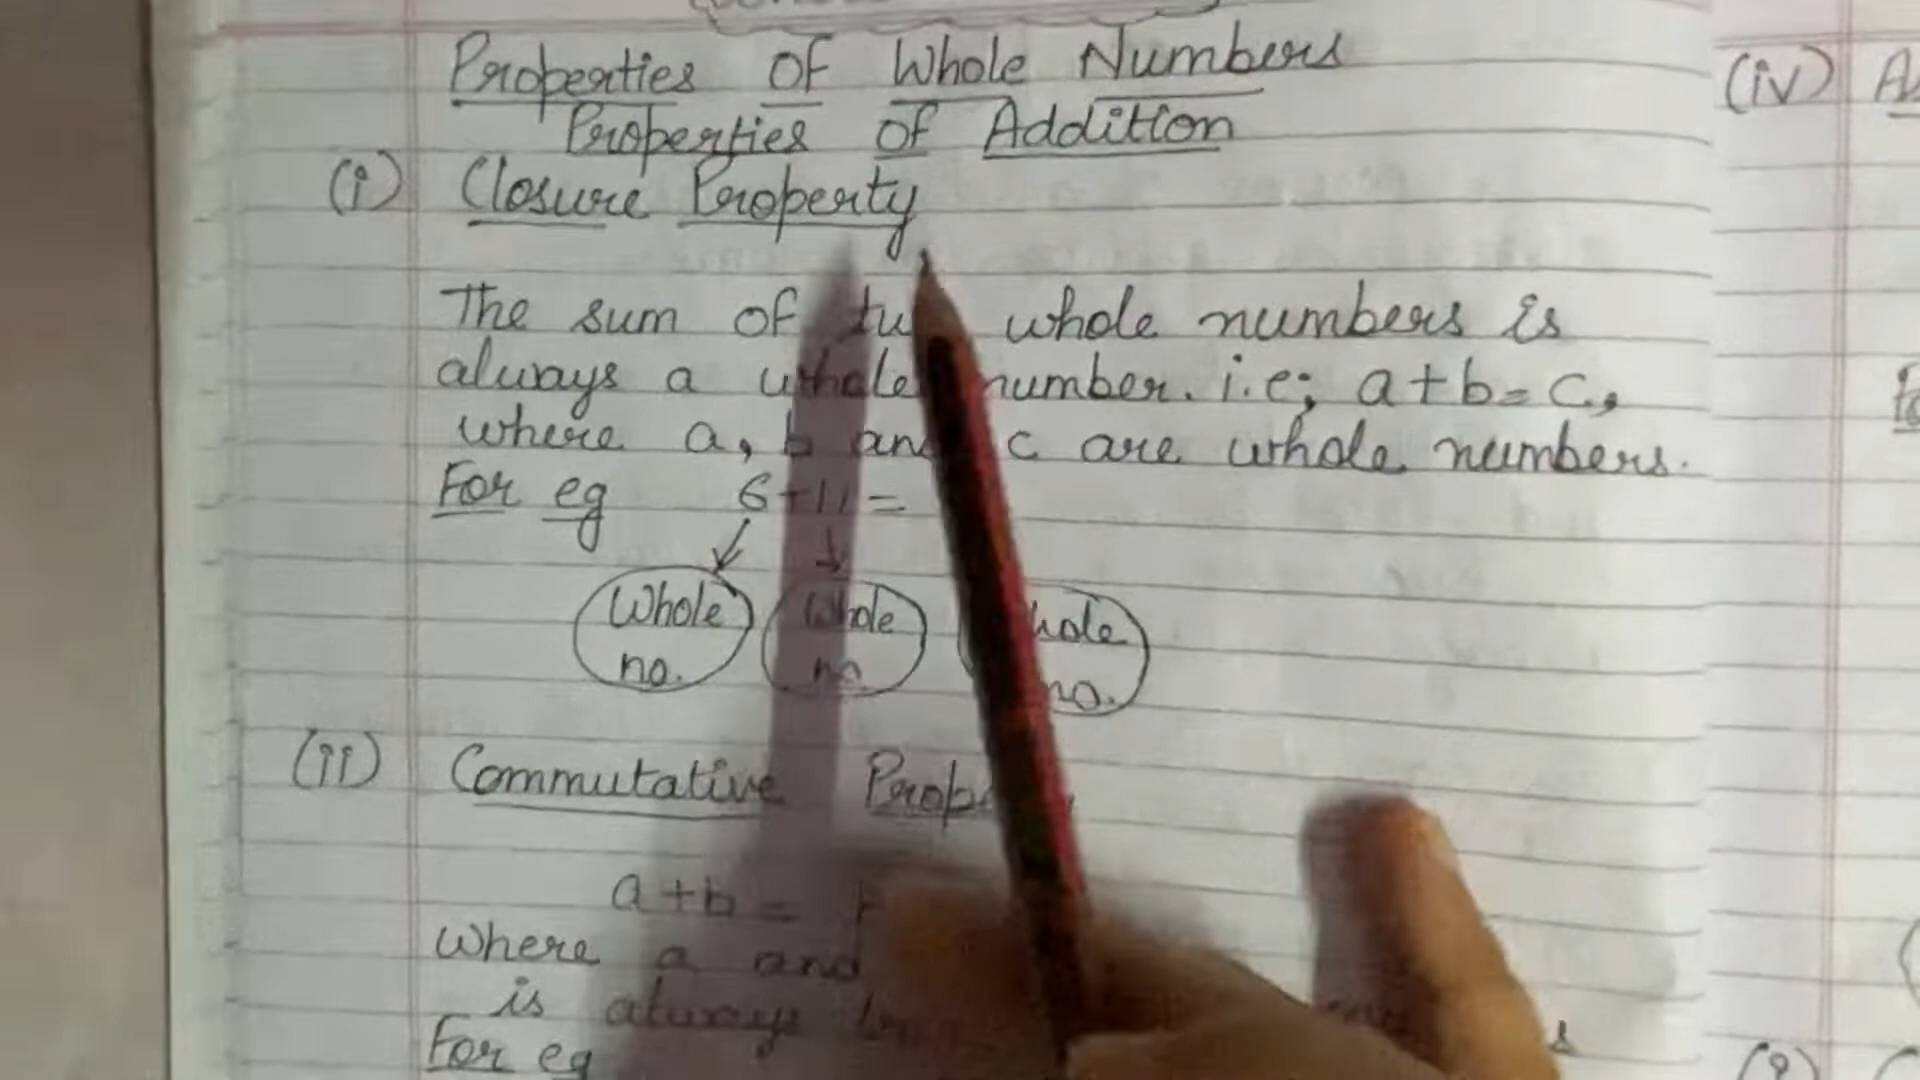 Properties Of Whole Numbers
Properties of Addition
(i) Closure Property
The sum of whole numbers is
always a whole number. i.e; a+b=c,
where a, b and c are whole numbers.
For eg 6+11=
Whole no. Whole no no.
(ii) Commutative
a+b =
Where a and
is always
For eg
(iv)